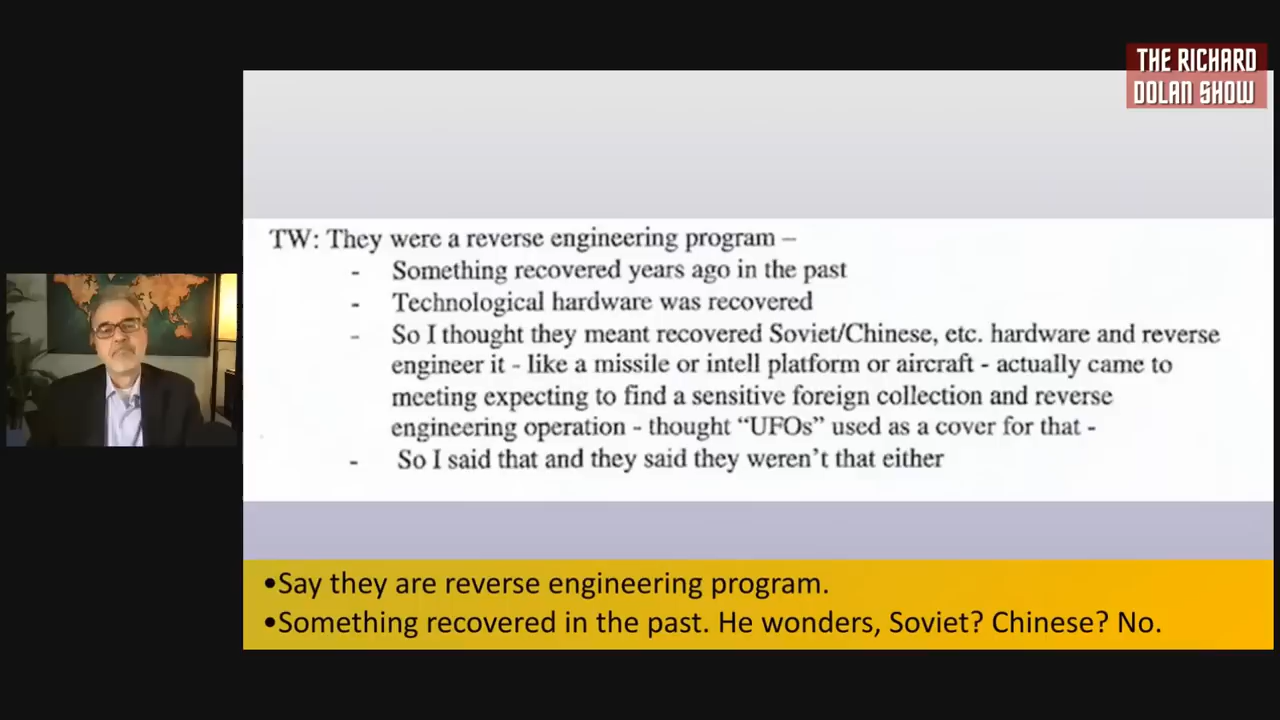 THE RICHARD
DOLAN SHOW
TW: They were a reverse engineering program –
- Something recovered years ago in the past
- Technological hardware was recovered
- So I thought they meant recovered Soviet/Chinese, etc. hardware and reverse
engineer it - like a missile or intell platform or aircraft - actually came to
meeting expecting to find a sensitive foreign collection and reverse
engineering operation - thought “UFOs” used as a cover for that -
- So I said that and they said they weren’t that either
•Say they are reverse engineering program.
•Something recovered in the past. He wonders, Soviet? Chinese? No.